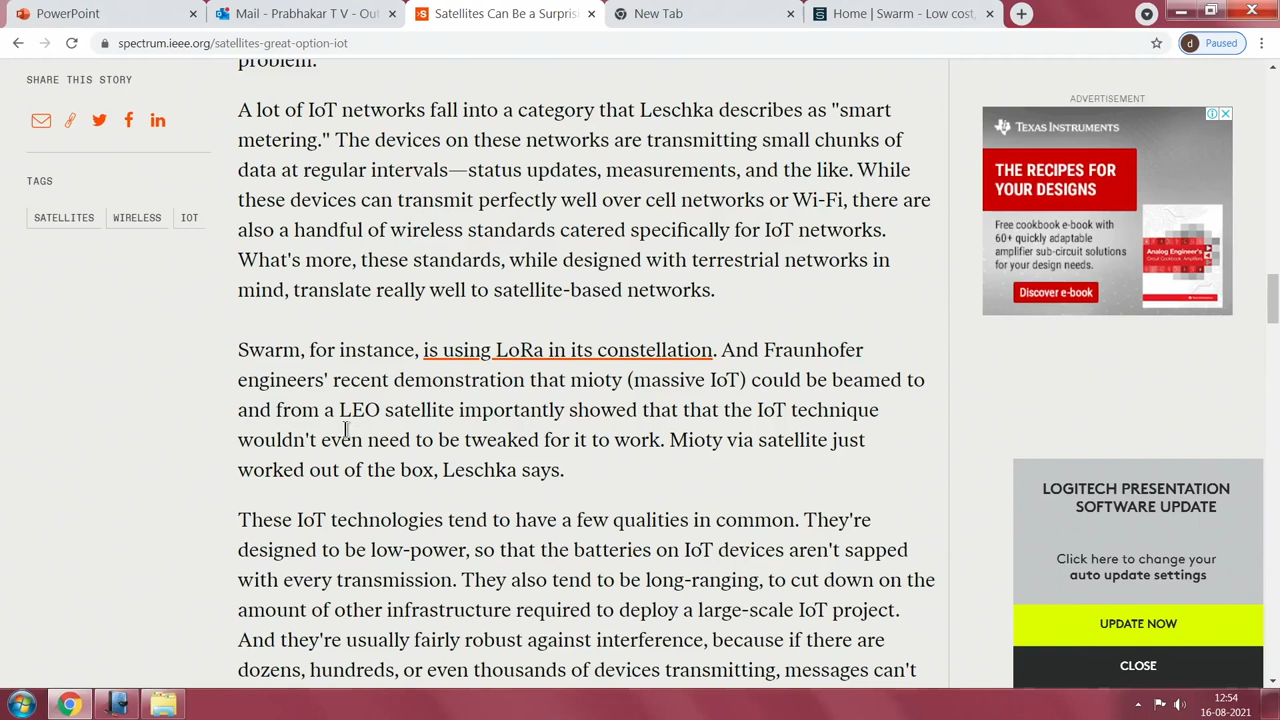 PowerPoint
Mail - Prabhakar T V - Out
Satellites Can Be a Surpris
New Tab
Home | Swarm - Low cost
spectrum.ieee.org/satellites-great-option-iot
d Paused
problem.
SHARE THIS STORY
TAGS
SATELLITES WIRELESS IOT
A lot of IoT networks fall into a category that Leschka describes as "smart
metering." The devices on these networks are transmitting small chunks of
data at regular intervals—status updates, measurements, and the like. While
these devices can transmit perfectly well over cell networks or Wi-Fi, there are
also a handful of wireless standards catered specifically for IoT networks.
What's more, these standards, while designed with terrestrial networks in
mind, translate really well to satellite-based networks.
Swarm, for instance, is using LoRa in its constellation. And Fraunhofer
engineers' recent demonstration that mioty (massive IoT) could be beamed to
and from a LEO satellite importantly showed that that the IoT technique
wouldn't even need to be tweaked for it to work. Mioty via satellite just
worked out of the box, Leschka says.
These IoT technologies tend to have a few qualities in common. They're
designed to be low-power, so that the batteries on IoT devices aren't sapped
with every transmission. They also tend to be long-ranging, to cut down on the
amount of other infrastructure required to deploy a large-scale IoT project.
And they're usually fairly robust against interference, because if there are
dozens, hundreds, or even thousands of devices transmitting, messages can't
ADVERTISEMENT
TEXAS INSTRUMENTS
THE RECIPES FOR
YOUR DESIGNS
Free cookbook e-book with
60+ quickly adaptable
amplifier sub-circuit solutions
for your design needs.
Discover e-book
Analog Engineer's
Circuit Cookbook: Amplifiers
LOGITECH PRESENTATION
SOFTWARE UPDATE
Click here to change your
auto update settings
UPDATE NOW
CLOSE
12:54
16-08-2021